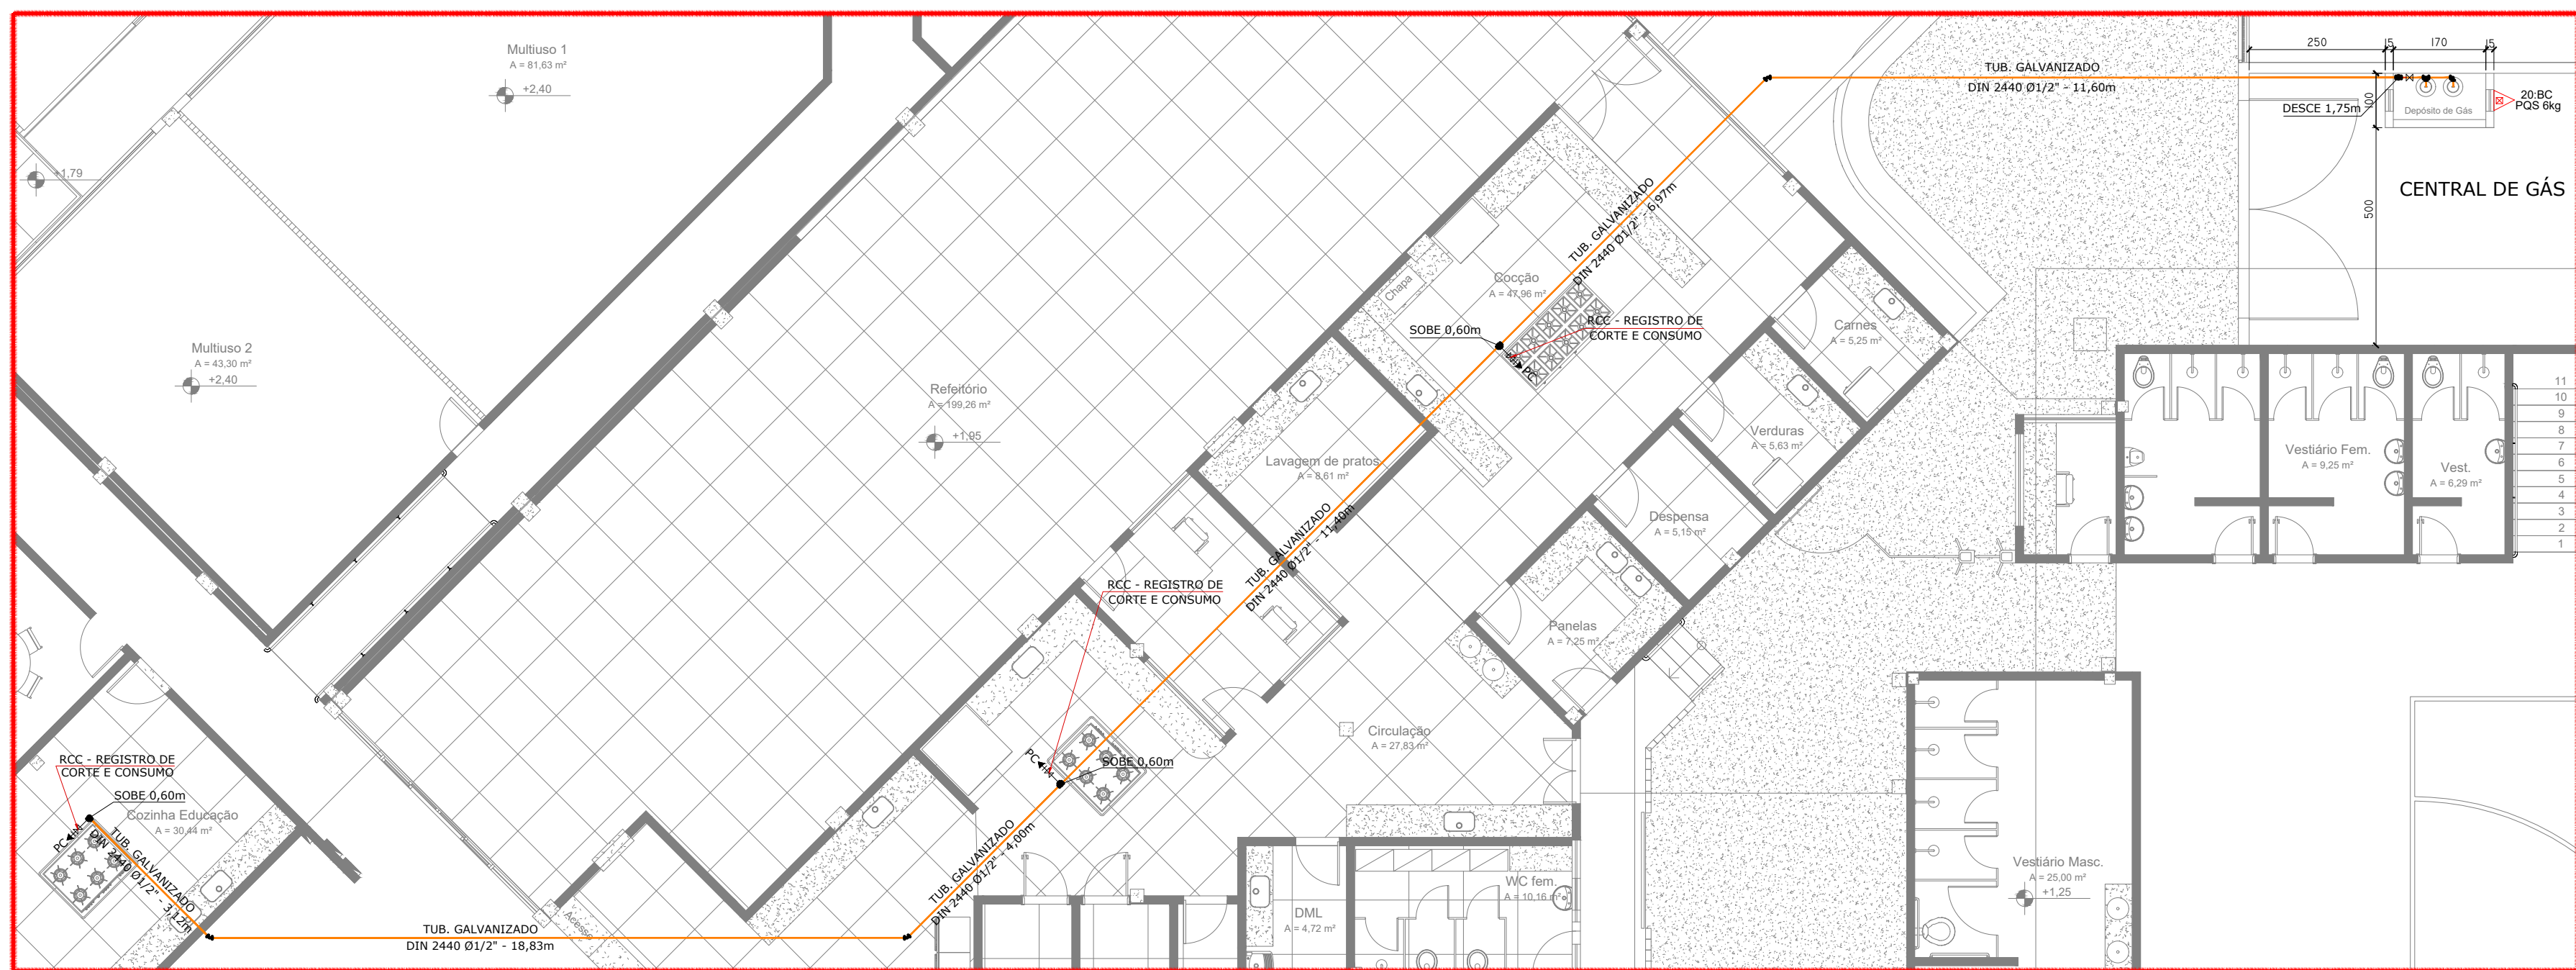 Multiuso 1
A = 81,63 m²
+2,40
+1,79
Multiuso 2
A = 43,30 m²
+2,40
Refeitório
A = 199,26 m²
+1,95
TUB. GALVANIZADO
DIN 2440 Ø1/2" - 11,60m
250
15
170
15
100
500
DESCE 1,75m
Depósito de Gás
20:BC
PQS 6kg
CENTRAL DE GÁS
TUB. GALVANIZADO
DIN 2440 Ø1/2" - 6,97m
Cocção
A = 47,96 m²
Chapa
SOBE 0,60m
RCC - REGISTRO DE
CORTE E CONSUMO
PC
Carnes
A = 5,25 m²
Verduras
A = 5,63 m²
Lavagem de pratos
A = 8,61 m²
Despensa
A = 5,15 m²
Panelas
A = 7,25 m²
TUB. GALVANIZADO
DIN 2440 Ø1/2" - 11,40m
RCC - REGISTRO DE
CORTE E CONSUMO
PC
SOBE 0,60m
Circulação
A = 27,83 m²
Vestiário Fem.
A = 9,25 m²
Vest.
A = 6,29 m²
11
10
9
8
7
6
5
4
3
2
1
RCC - REGISTRO DE
CORTE E CONSUMO
SOBE 0,60m
Cozinha Educação
A = 30,44 m²
PC
TUB. GALVANIZADO
DIN 2440 Ø1/2" - 3,12m
TUB. GALVANIZADO
DIN 2440 Ø1/2" - 18,83m
TUB. GALVANIZADO
DIN 2440 Ø1/2" - 4,00m
Acesso
DML
A = 4,72 m²
WC fem.
A = 10,16 m²
Vestiário Masc.
A = 25,00 m²
+1,25